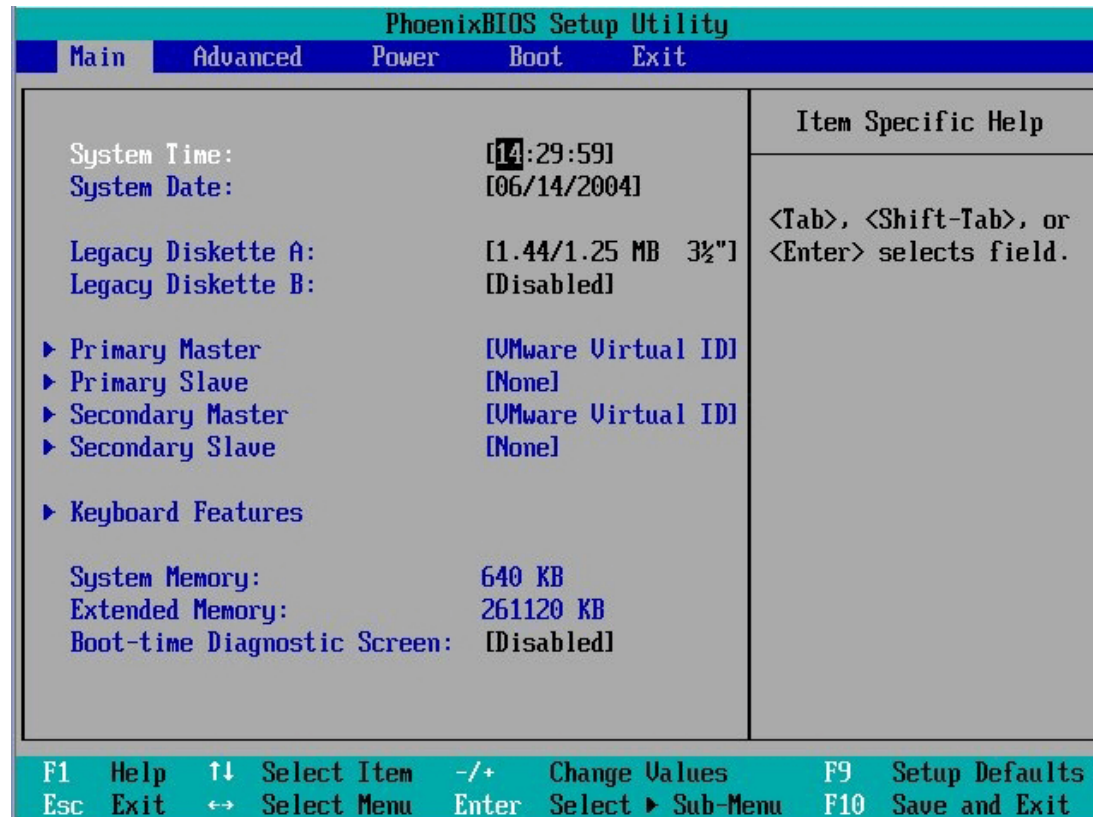 PhoenixBIOS Setup Utility
Main Advanced Power Boot Exit
Item Specific Help
System Time: [14:29:59]
System Date: [06/14/2004]
<Tab>, <Shift-Tab>, or
<Enter> selects field.
Legacy Diskette A: [1.44/1.25 MB 3½"]
Legacy Diskette B: [Disabled]
▶ Primary Master [VMware Virtual ID]
▶ Primary Slave [None]
▶ Secondary Master [VMware Virtual ID]
▶ Secondary Slave [None]
▶ Keyboard Features
System Memory: 640 KB
Extended Memory: 261120 KB
Boot-time Diagnostic Screen: [Disabled]
F1 Help ↑↓ Select Item -/+ Change Values F9 Setup Defaults
Esc Exit ↔ Select Menu Enter Select ▶ Sub-Menu F10 Save and Exit